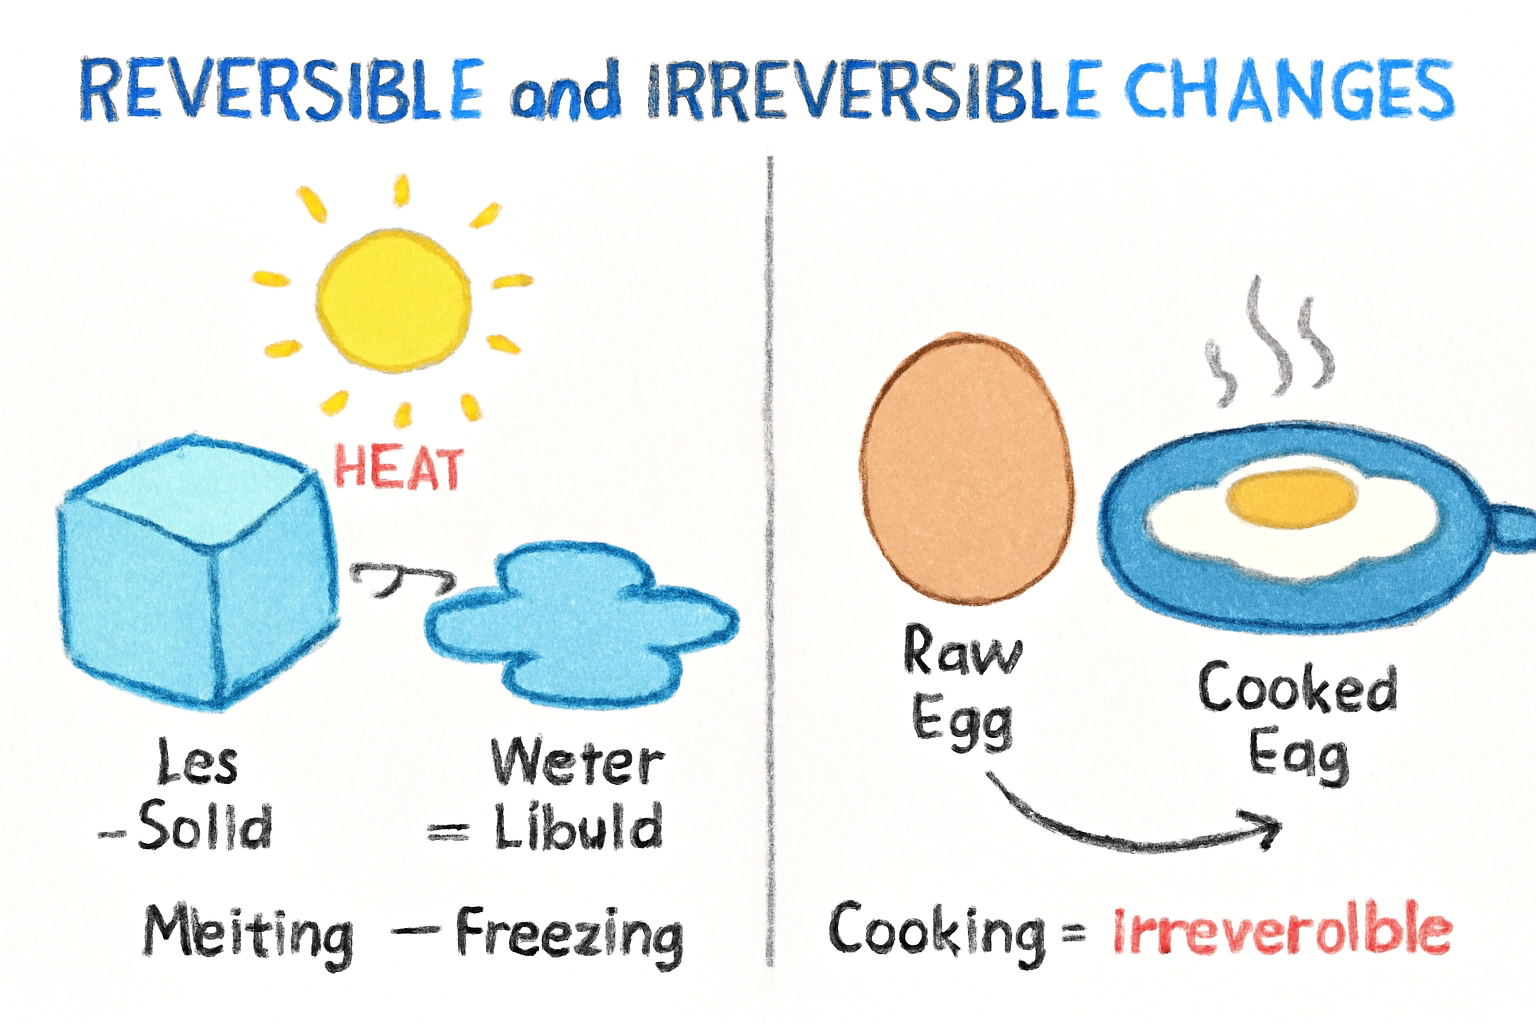 REVERSIBLE and IRREVERSIBLE CHANGES
HEAT
Les
-Solld
Weter
= Libuld
Meiting — Freezing
Raw
Egg
Cooked
Eag
Cooking = Irreverolble